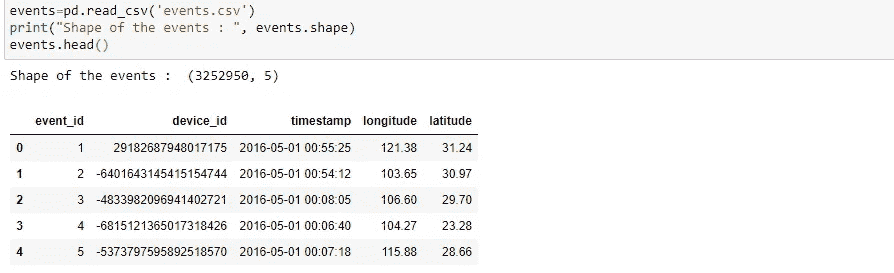 events=pd.read_csv('events.csv')
print("Shape of the events : ", events.shape)
events.head()
Shape of the events :  (3252950, 5)
event_id device_id timestamp longitude latitude
0 1 29182687948017175 2016-05-01 00:55:25 121.38 31.24
1 2 -6401643145415154744 2016-05-01 00:54:12 103.65 30.97
2 3 -4833982096941402721 2016-05-01 00:08:05 106.60 29.70
3 4 -6815121365017318426 2016-05-01 00:06:40 104.27 23.28
4 5 -5373797595892518570 2016-05-01 00:07:18 115.88 28.66